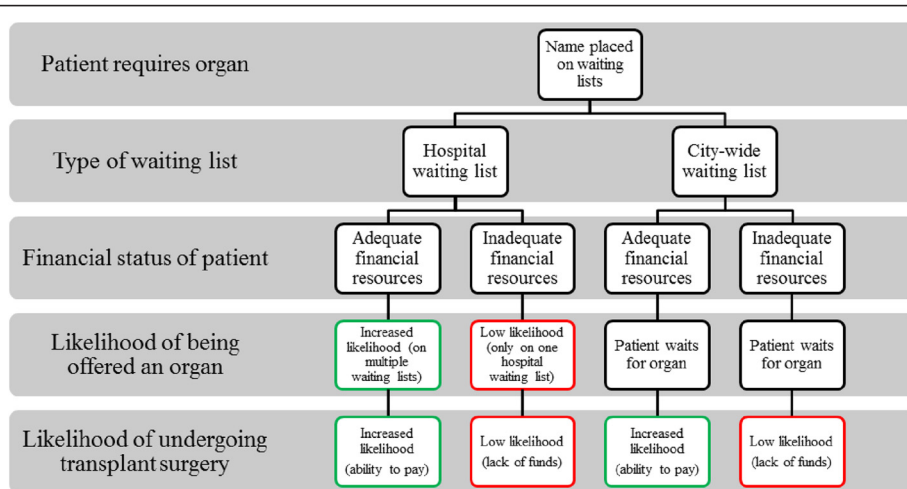 Patient requires organ
Name placed
on waiting
lists
Type of waiting list
Hospital
waiting list
City-wide
waiting list
Financial status of patient
Adequate
financial
resources
Inadequate
financial
resources
Adequate
financial
resources
Inadequate
financial
resources
Likelihood of being
offered an organ
Increased
likelihood (on
multiple
waiting lists)
Low likelihood
(only on one
hospital
waiting list)
Patient waits
for organ
Patient waits
for organ
Likelihood of undergoing
transplant surgery
Increased
likelihood
(ability to pay)
Low likelihood
(lack of funds)
Increased
likelihood
(ability to pay)
Low likelihood
(lack of funds)